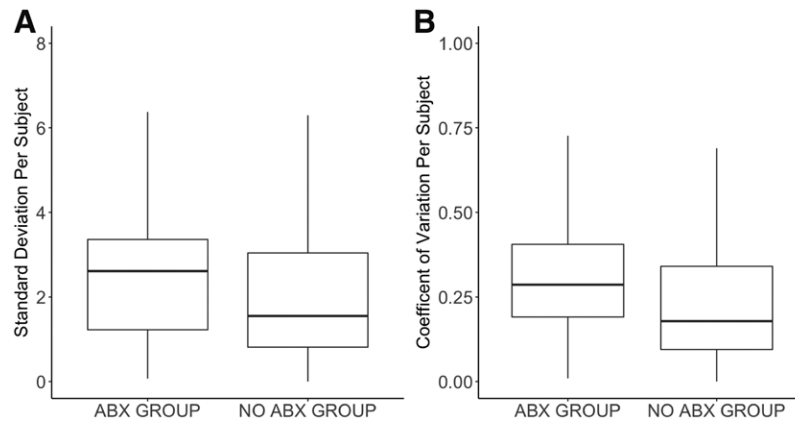 A
Standard Deviation Per Subject
8
6
4
2
0
ABX GROUP NO ABX GROUP
B
Coefficent of Variation Per Subject
1.00
0.75
0.50
0.25
0.00
ABX GROUP NO ABX GROUP